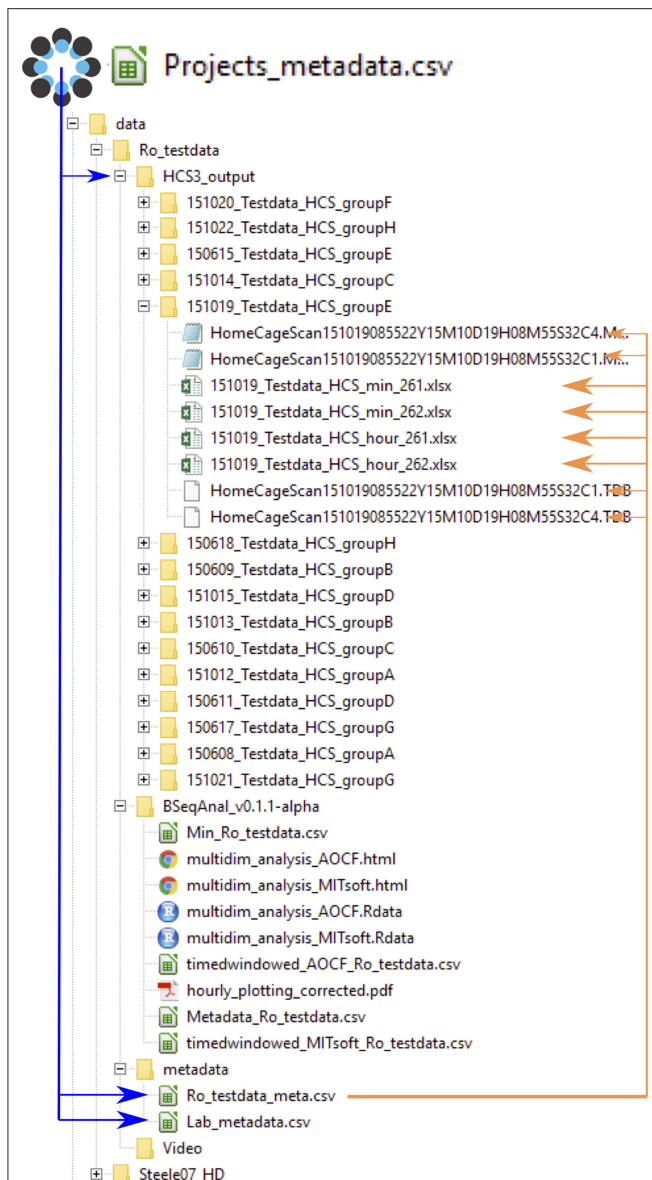 Projects_metadata.csv
data
Ro_testdata
HCS3_output
151020_Testdata_HCS_groupF
151022_Testdata_HCS_groupH
150615_Testdata_HCS_groupE
151014_Testdata_HCS_groupC
151019_Testdata_HCS_groupE
HomeCageScan151019085522Y15M10D19H08M55S32C4.M...
HomeCageScan151019085522Y15M10D19H08M55S32C1.M...
151019_Testdata_HCS_min_261.xlsx
151019_Testdata_HCS_min_262.xlsx
151019_Testdata_HCS_hour_261.xlsx
151019_Testdata_HCS_hour_262.xlsx
HomeCageScan151019085522Y15M10D19H08M55S32C1.TBB
HomeCageScan151019085522Y15M10D19H08M55S32C4.TBB
150618_Testdata_HCS_groupH
150609_Testdata_HCS_groupB
151015_Testdata_HCS_groupD
151013_Testdata_HCS_groupB
150610_Testdata_HCS_groupC
151012_Testdata_HCS_groupA
150611_Testdata_HCS_groupD
150617_Testdata_HCS_groupG
150608_Testdata_HCS_groupA
151021_Testdata_HCS_groupG
BSeqAnal_v0.1.1-alpha
Min_Ro_testdata.csv
multidim_analysis_AOCF.html
multidim_analysis_MITsoft.html
multidim_analysis_AOCF.Rdata
multidim_analysis_MITsoft.Rdata
timedwindowed_AOCF_Ro_testdata.csv
hourly_plotting_corrected.pdf
Metadata_Ro_testdata.csv
timedwindowed_MITsoft_Ro_testdata.csv
metadata
Ro_testdata_meta.csv
Lab_metadata.csv
Video
Steele07_HD